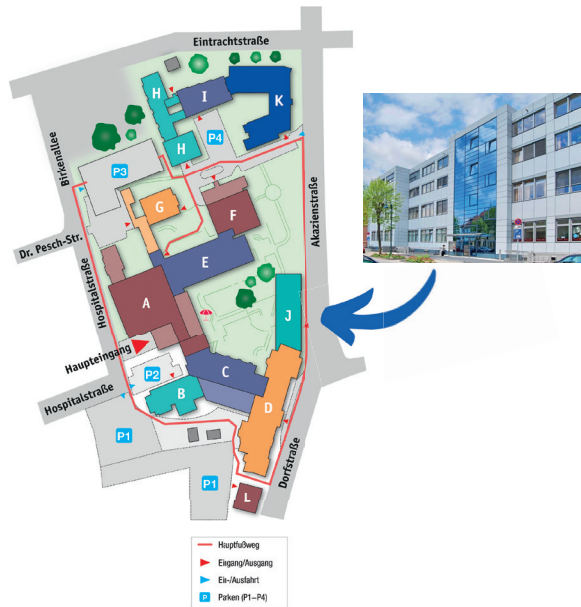 Eintrachtstraße
H
I
K
H
P4
Birkenallee
P3
Akazienstraße
G
F
Dr. Pesch-Str.
E
Hospitalstraße
A
J
Haupteingang
P2
C
Hospitalstraße
B
D
P1
P1
Dorfstraße
L
Hauptfußweg
Eingang/Ausgang
Ein-/Ausfahrt
P Parken (P1–P4)